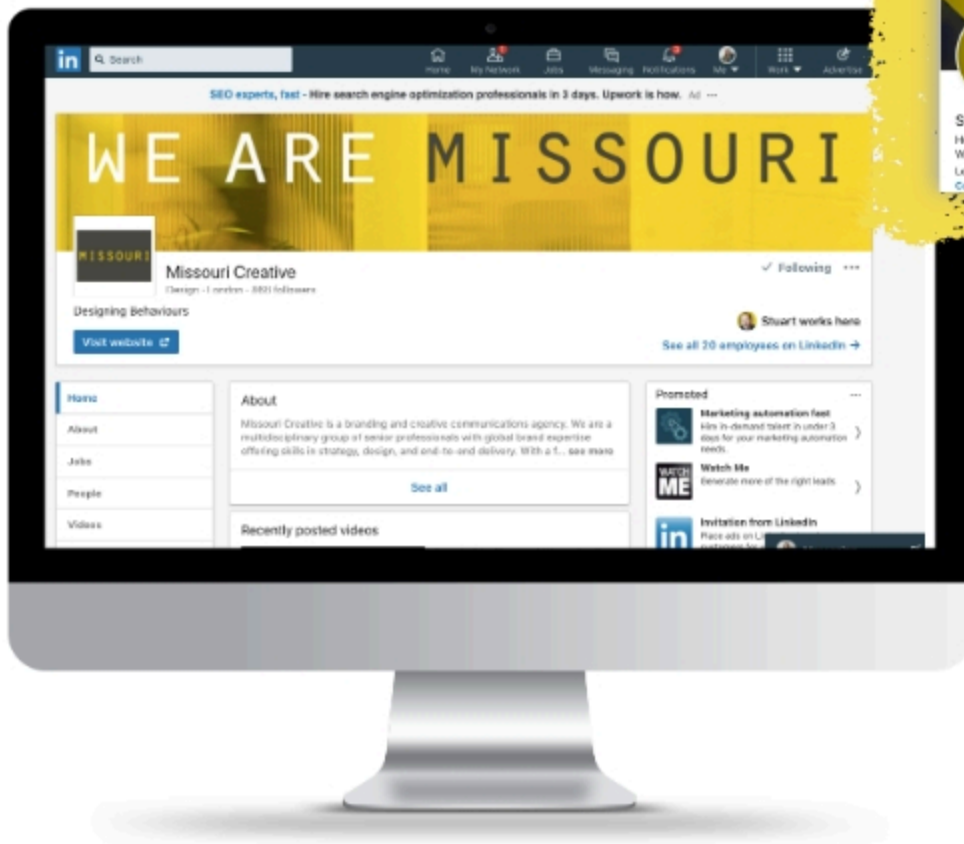 in
Search
Home
My Network
Jobs
Messaging
Notifications
Me
Work
Advertise
SEO experts, fast - Hire search engine optimization professionals in 3 days. Upwork is how. Ad ···
WE ARE MISSOURI
MISSOURI
Missouri Creative
Following ···
Design - London - followers
Designing Behaviours
Stuart works here
Visit website
See all 20 employees on LinkedIn →
Home
About
Jobs
People
Videos
About
Missouri Creative is a branding and creative communications agency. We are a
multidisciplinary group of senior professionals with global brand expertise
offering skills in strategy, design, and end-to-end delivery. With a f... see more
See all
Recently posted videos
Promoted ···
Marketing automation fast
Hire in-demand talent in under 3
days for your marketing automation
needs.
WATCH
ME
Watch Me
Generate more of the right leads.
in
Invitation from LinkedIn
Place ads on